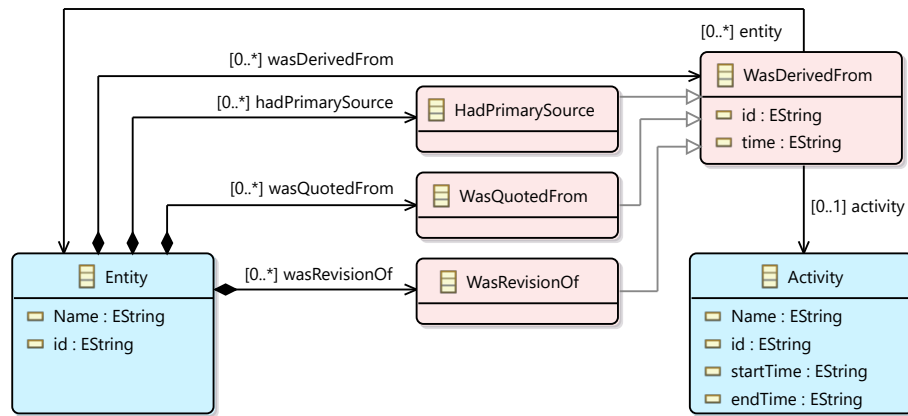 [0..*] entity
[0..*] wasDerivedFrom
WasDerivedFrom
id : EString
time : EString
[0..*] hadPrimarySource
HadPrimarySource
[0..*] wasQuotedFrom
WasQuotedFrom
[0..1] activity
[0..*] wasRevisionOf
WasRevisionOf
Entity
Name : EString
id : EString
Activity
Name : EString
id : EString
startTime : EString
endTime : EString